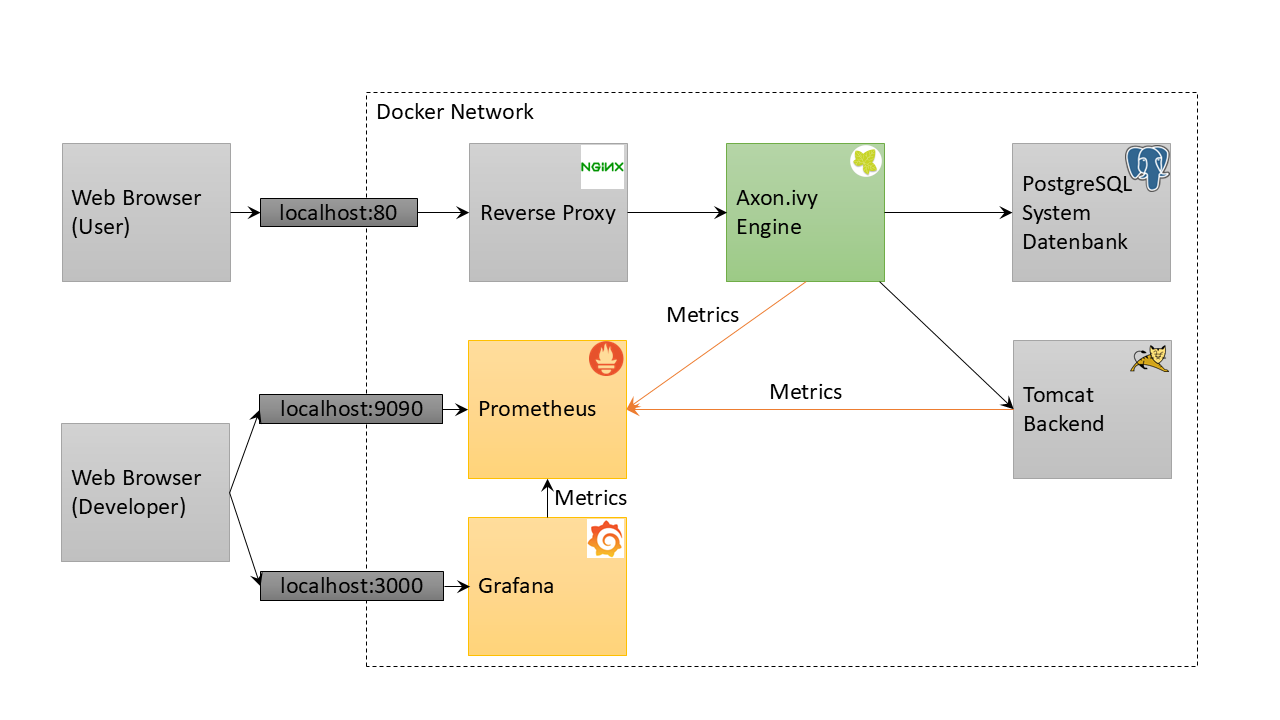 Docker Network
Web Browser
(User)
localhost:80
NGINX
Reverse Proxy
Axon.ivy
Engine
PostgreSQL
System
Datenbank
Metrics
Web Browser
(Developer)
localhost:9090
Prometheus
Metrics
Tomcat
Backend
Metrics
localhost:3000
Grafana